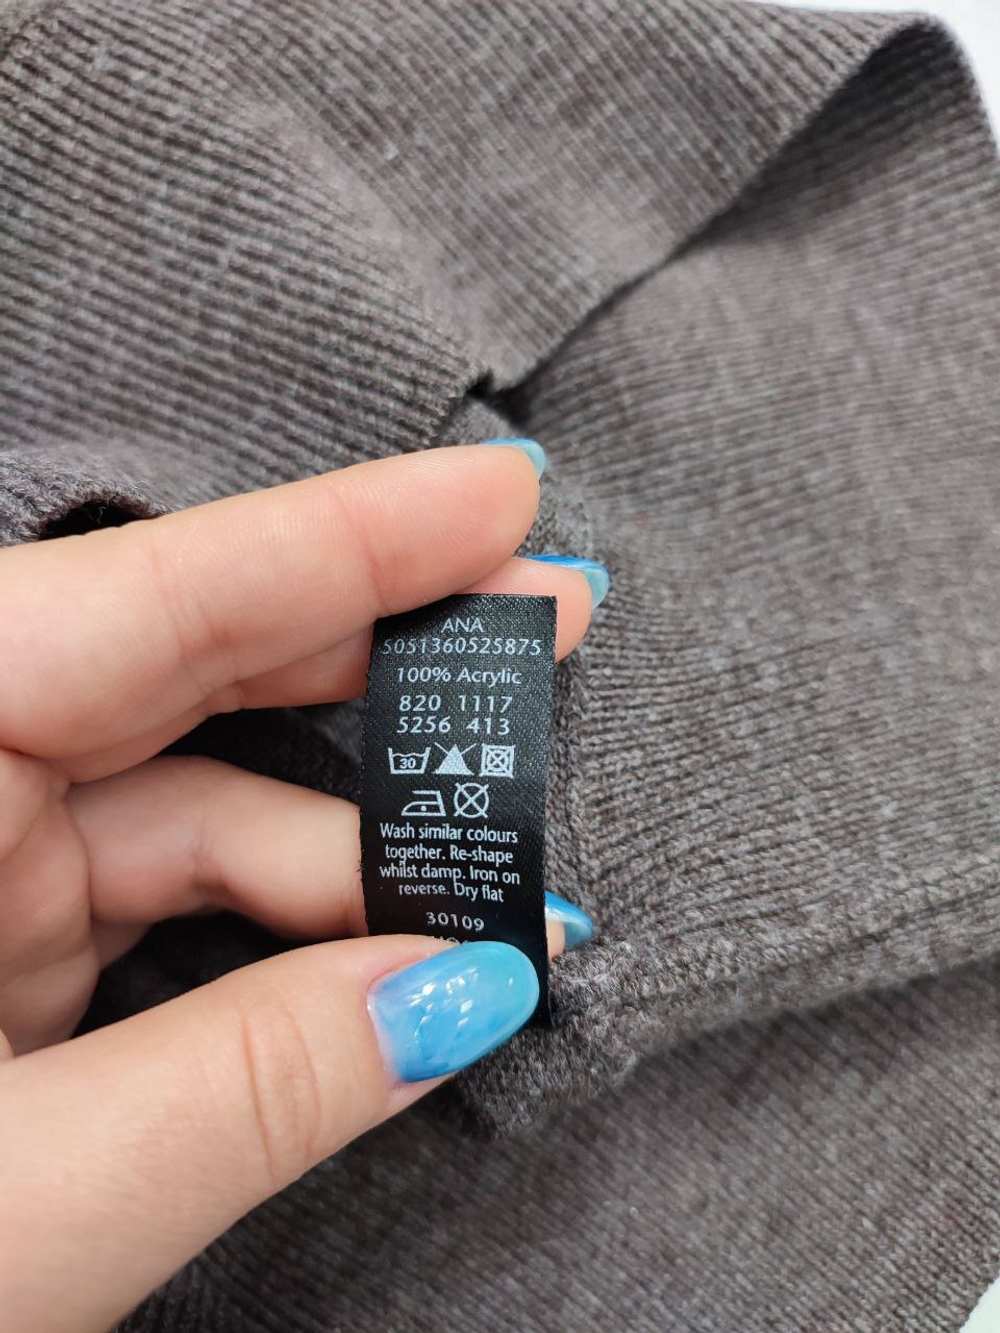 ANA
5051360525875
100% Acrylic
820 1117
5256 413
30
Wash similar colours
together. Re-shape
whilst damp. Iron on
reverse. Dry flat
30109